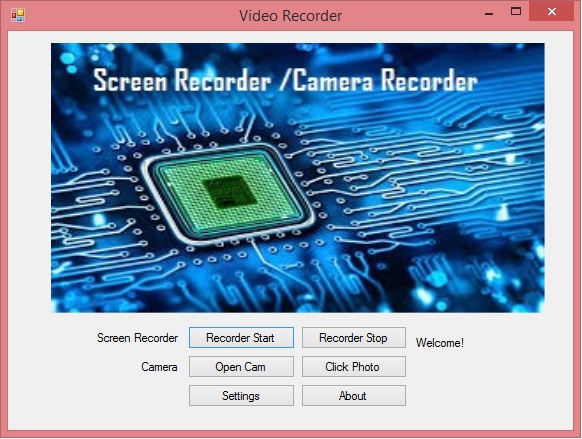 Video Recorder
Screen Recorder /Camera Recorder
Screen Recorder Recorder Start Recorder Stop Welcome!
Camera Open Cam Click Photo
Settings About